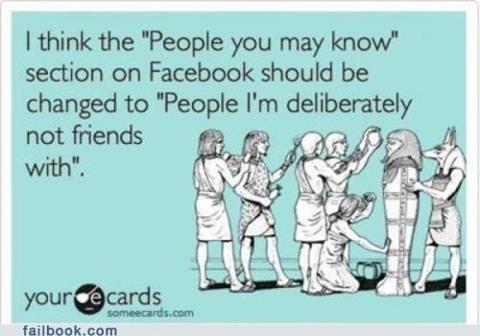 I think the "People you may know"
section on Facebook should be
changed to "People I'm deliberately
not friends
with".
your e cards
someecards.com
failbook.com